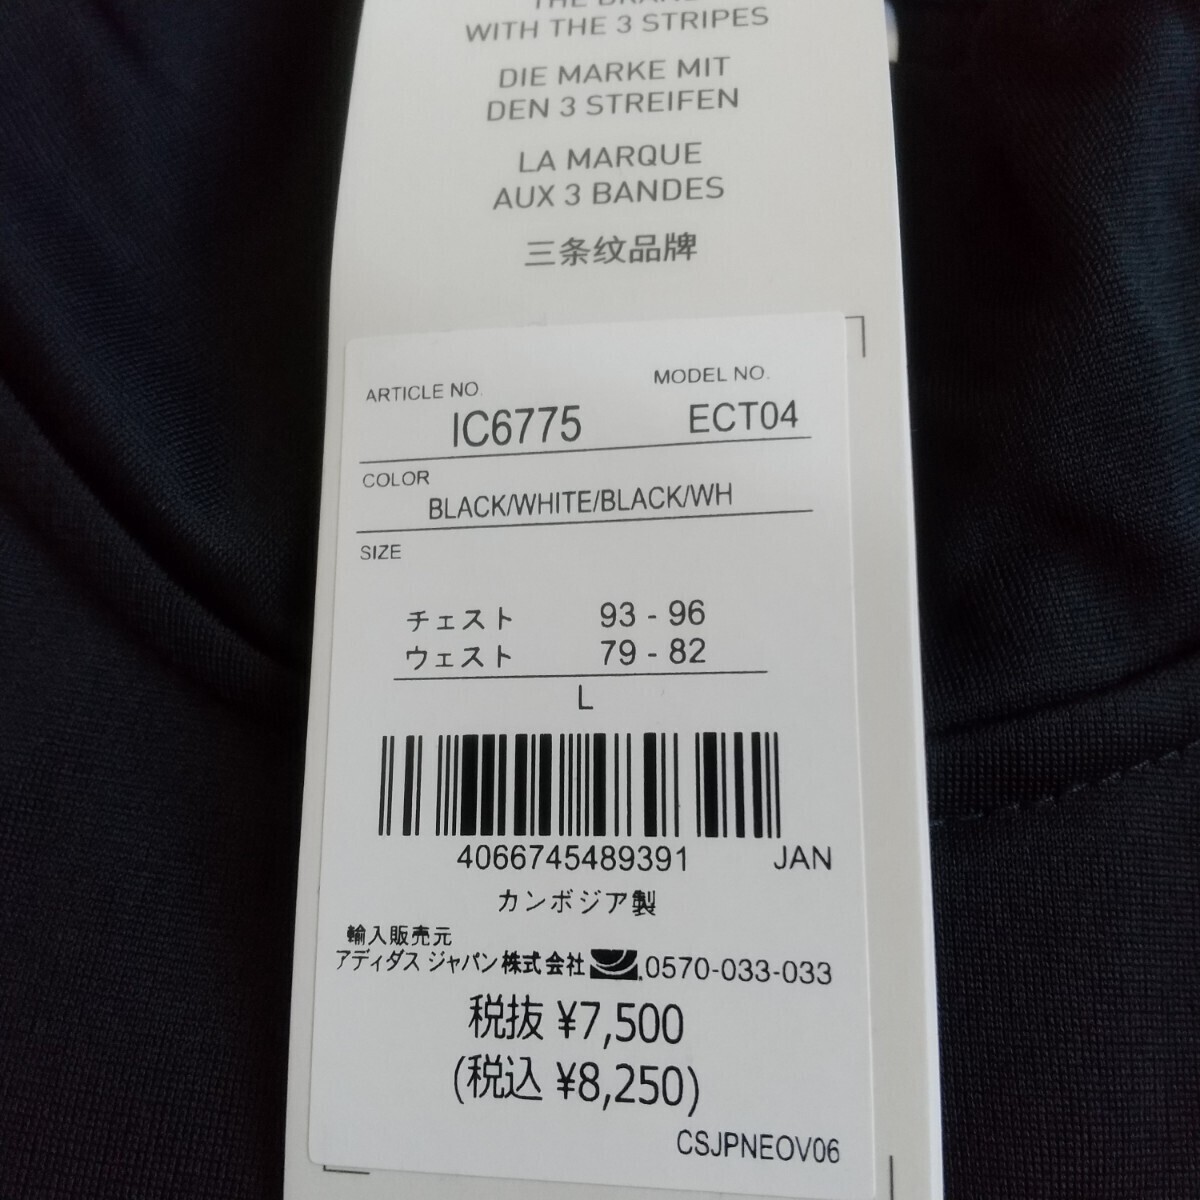 THE BRAND
WITH THE 3 STRIPES
DIE MARKE MIT
DEN 3 STREIFEN
LA MARQUE
AUX 3 BANDES
三条纹品牌
ARTICLE NO. MODEL NO.
IC6775 ECT04
COLOR
BLACK/WHITE/BLACK/WH
SIZE
チェスト 93 - 96
ウェスト 79 - 82
L
4066745489391 JAN
カンボジア製
輸入販売元
アディダス ジャパン株式会社 0570-033-033
税抜 ¥7,500
(税込 ¥8,250)
CSJPNEOV06